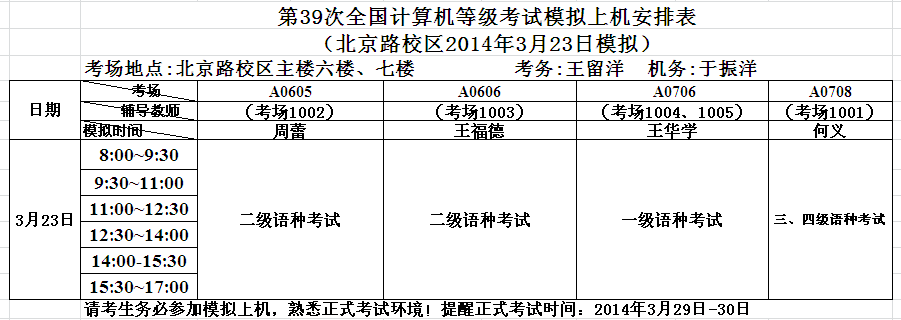 第39次全国计算机等级考试模拟上机安排表
（北京路校区2014年3月23日模拟）
考场地点:北京路校区主楼六楼、七楼 考务:王留洋 机务:于振洋
日期 考场 A0605 A0606 A0706 A0708
辅导教师 （考场1002） （考场1003） （考场1004、1005） （考场1001）
模拟时间 周蕾 王福德 王华学 何义
3月23日 8:00~9:30 二级语种考试 二级语种考试 一级语种考试 三、四级语种考试
9:30~11:00
11:00~12:30
12:30~14:00
14:00-15:30
15:30~17:00
请考生务必参加模拟上机，熟悉正式考试环境！提醒正式考试时间：2014年3月29日-30日